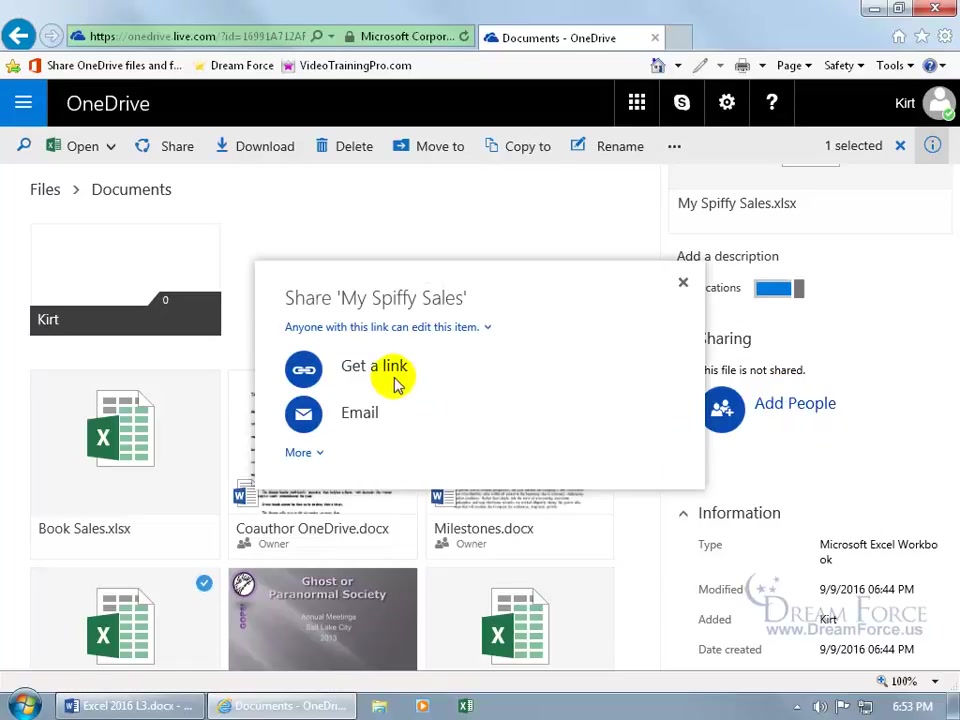 https://onedrive.live.com/?id=16991A712AF
Microsoft Corpor...
Documents - OneDrive
Share OneDrive files and f...
Dream Force
VideoTrainingPro.com
Page
Safety
Tools
OneDrive
Kirt
Open
Share
Download
Delete
Move to
Copy to
Rename
1 selected
Files > Documents
My Spiffy Sales.xlsx
Add a description
0
Kirt
cations
Share 'My Spiffy Sales'
Anyone with this link can edit this item.
Get a link
Email
More
Sharing
his file is not shared.
Add People
Book Sales.xlsx
Coauthor OneDrive.docx
Owner
Milestones.docx
Owner
Information
Type
Microsoft Excel Workbo
ok
Modified
9/9/2016 06:44 PM
Added
Kirt
Date created
9/9/2016 06:44 PM
Ghost or
Paranormal Society
Annual Meetings
Salt Lake City
2013
DREAM FORCE
www.DreamForce.us
100%
Excel 2016 L3.docx - ...
Documents - OneDri...
6:53 PM